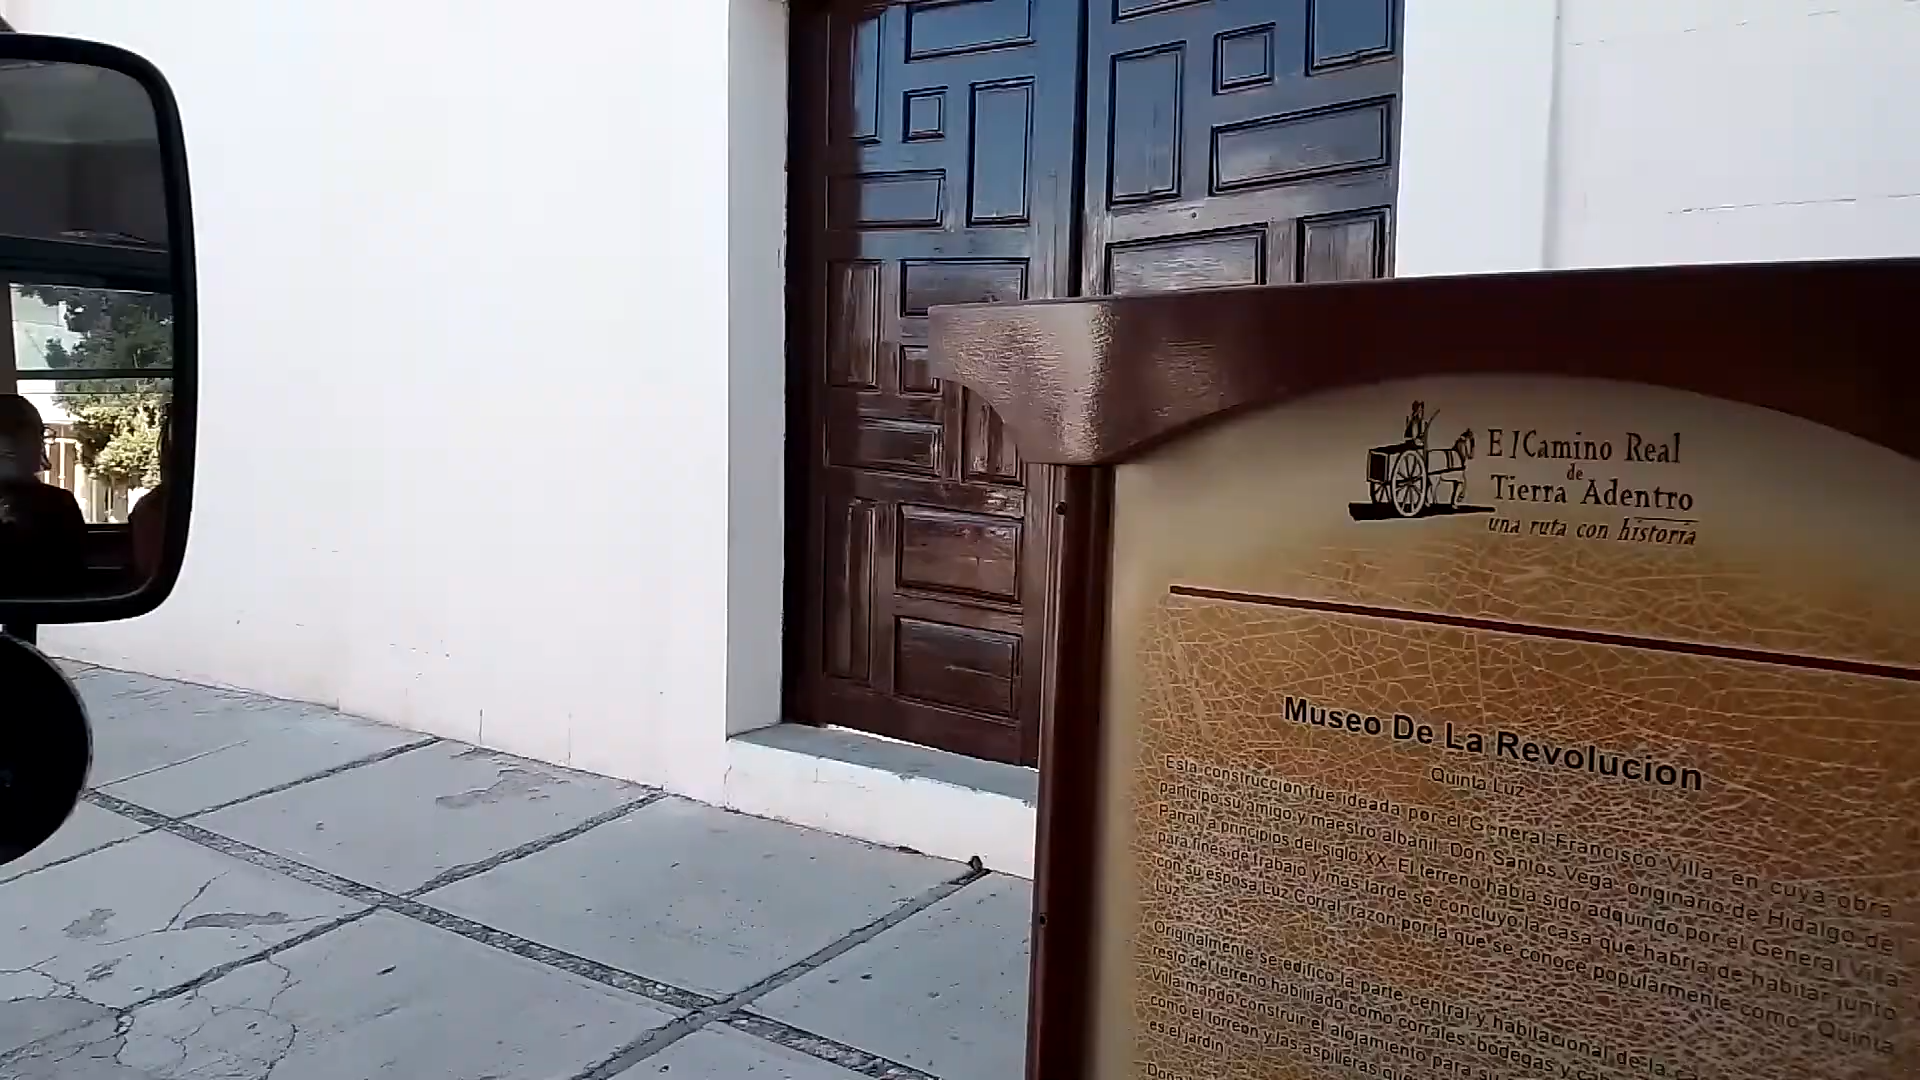 El Camino Real
de
Tierra Adentro
una ruta con historia
Museo De La Revolucion
Quinta Luz
Esta construccion fue ideada por el General Francisco Villa, en cuya obra
participo su amigo y maestro albanil Don Santos Vega, originario de Hidalgo del
Parral, a principios del siglo XX. El terreno habia sido adquirido por el General Villa
para fines de trabajo y mas tarde se concluyo la casa que habria de habitar junto
con su esposa Luz Corral, razon por la que se conoce popularmente como Quinta
Luz.
Originalmente se edifico la parte central y habitacional de la
resto del terreno habilitado como corrales, bodegas y
Villa mando construir el alojamiento para su
como el torreon y las aspilleras que
es el jardin
Doña